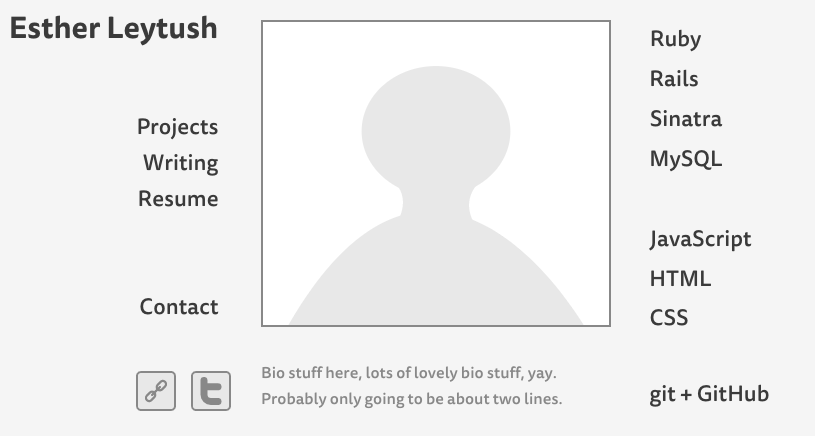 Esther Leytush
Projects
Writing
Resume
Contact
Bio stuff here, lots of lovely bio stuff, yay.
Probably only going to be about two lines.
Ruby
Rails
Sinatra
MySQL
JavaScript
HTML
CSS
git + GitHub